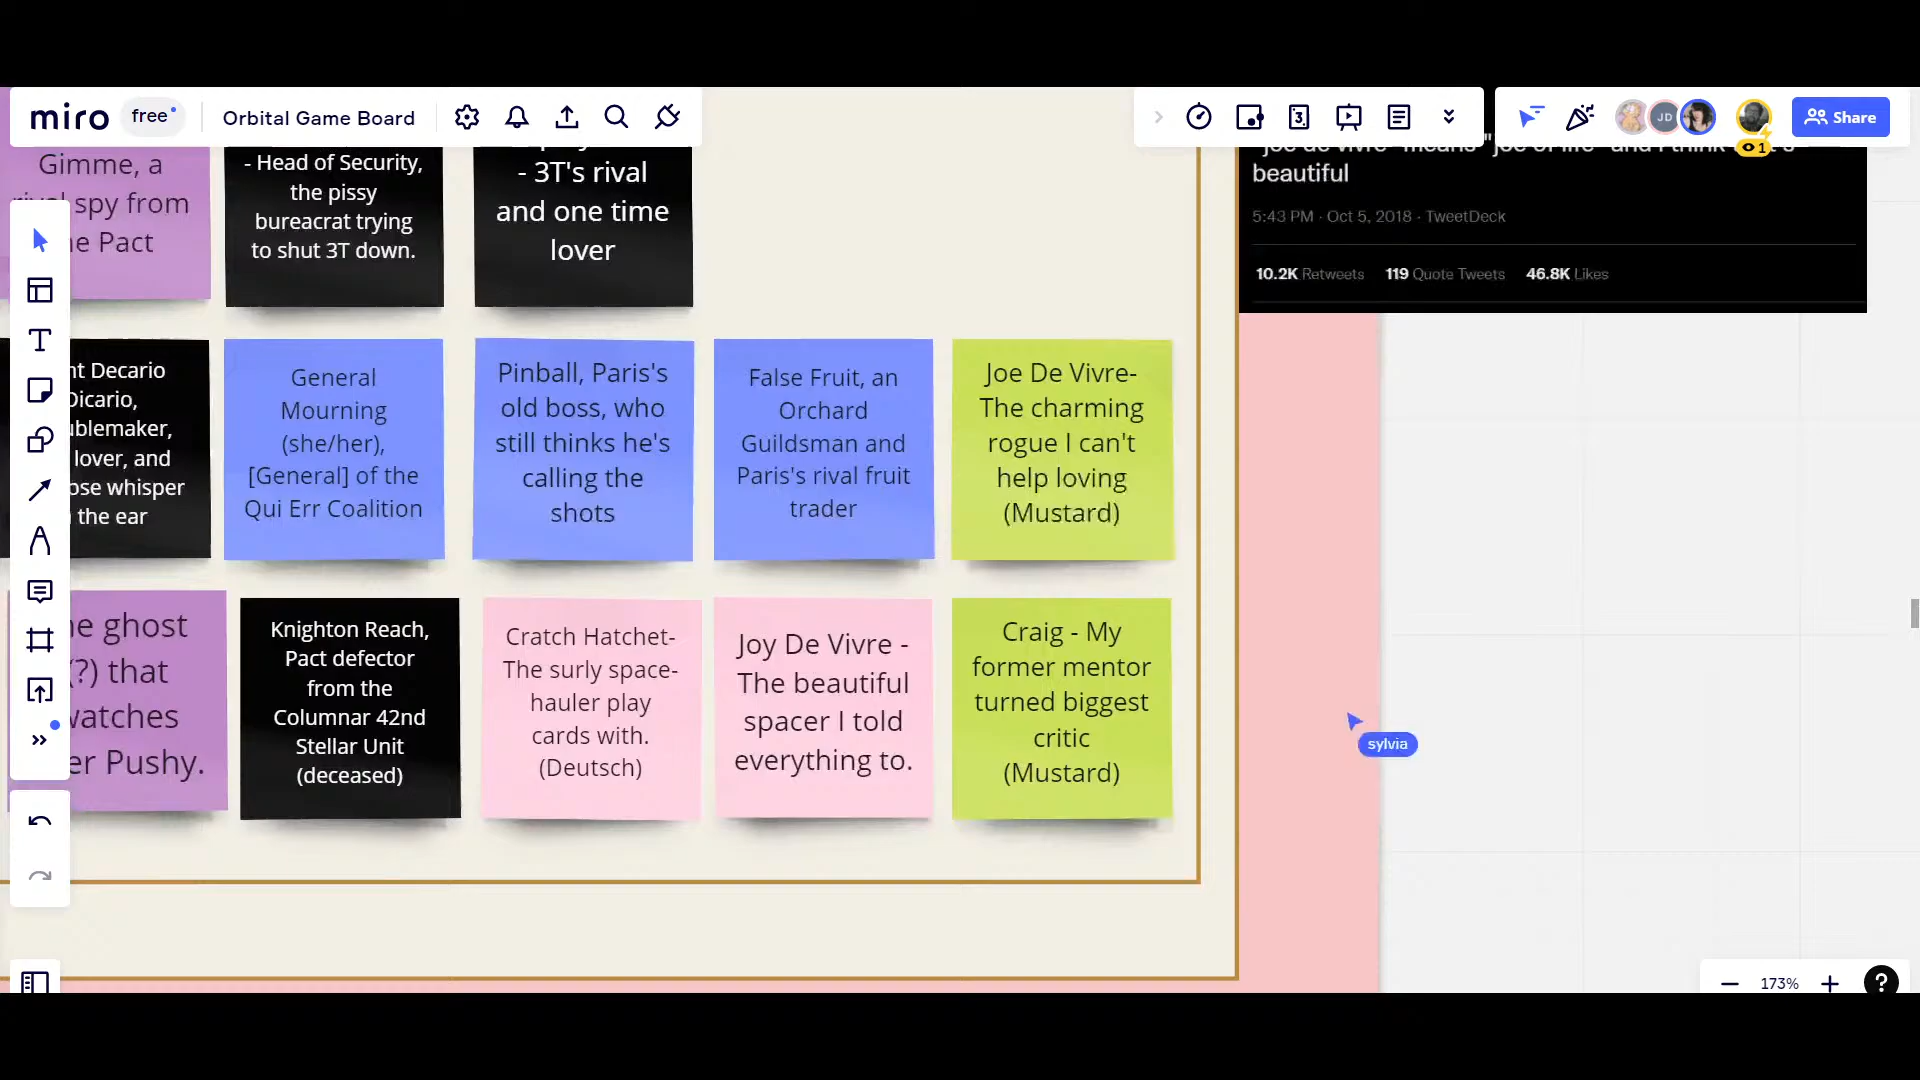 miro
free
Orbital Game Board
3
JD
Share
1
beautiful
5:43 PM · Oct 5, 2018 · TweetDeck
10.2K Retweets 119 Quote Tweets 46.8K Likes
Gimme, a
spy from
Pact
- Head of Security,
the pissy
bureacrat trying
to shut 3T down.
- 3T's rival
and one time
lover
Decario
Dicario,
lover, and
whisper
the ear
General
Mourning
(she/her),
[General] of the
Qui Err Coalition
Pinball, Paris's
old boss, who
still thinks he's
calling the
shots
False Fruit, an
Orchard
Guildsman and
Paris's rival fruit
trader
Joe De Vivre-
The charming
rogue I can't
help loving
(Mustard)
ghost
(?) that
Pushy.
Knighton Reach,
Pact defector
from the
Columnar 42nd
Stellar Unit
(deceased)
Cratch Hatchet-
The surly space-
hauler play
cards with.
(Deutsch)
Joy De Vivre -
The beautiful
spacer I told
everything to.
Craig - My
former mentor
turned biggest
critic
(Mustard)
sylvia
173%
?